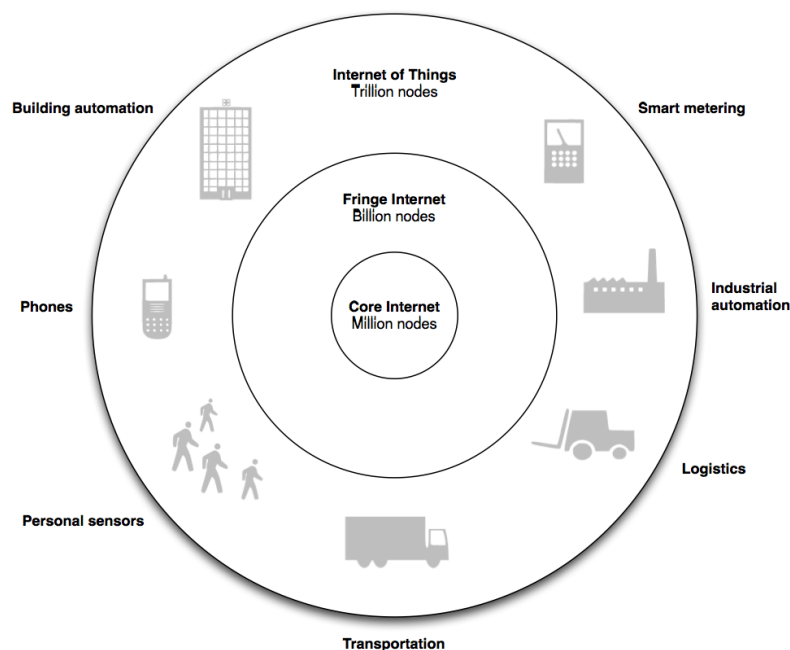 Internet of Things
Trillion nodes
Building automation
Smart metering
Fringe Internet
Billion nodes
Phones
Core Internet
Million nodes
Industrial
automation
Logistics
Personal sensors
Transportation